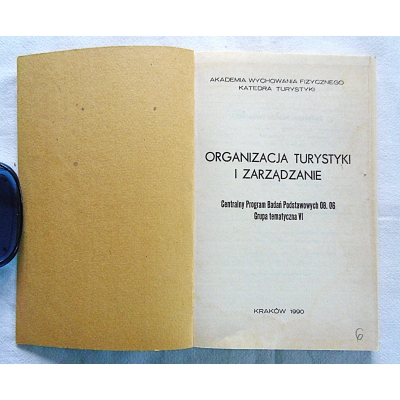 AKADEMIA WYCHOWANIA FIZYCZNEGO
KATEDRA TURYSTYKI
ORGANIZACJA TURYSTYKI
I ZARZĄDZANIE
Centralny Program Badań Podstawowych 08. 06
Grupa tematyczna VI
KRAKÓW 1990
6